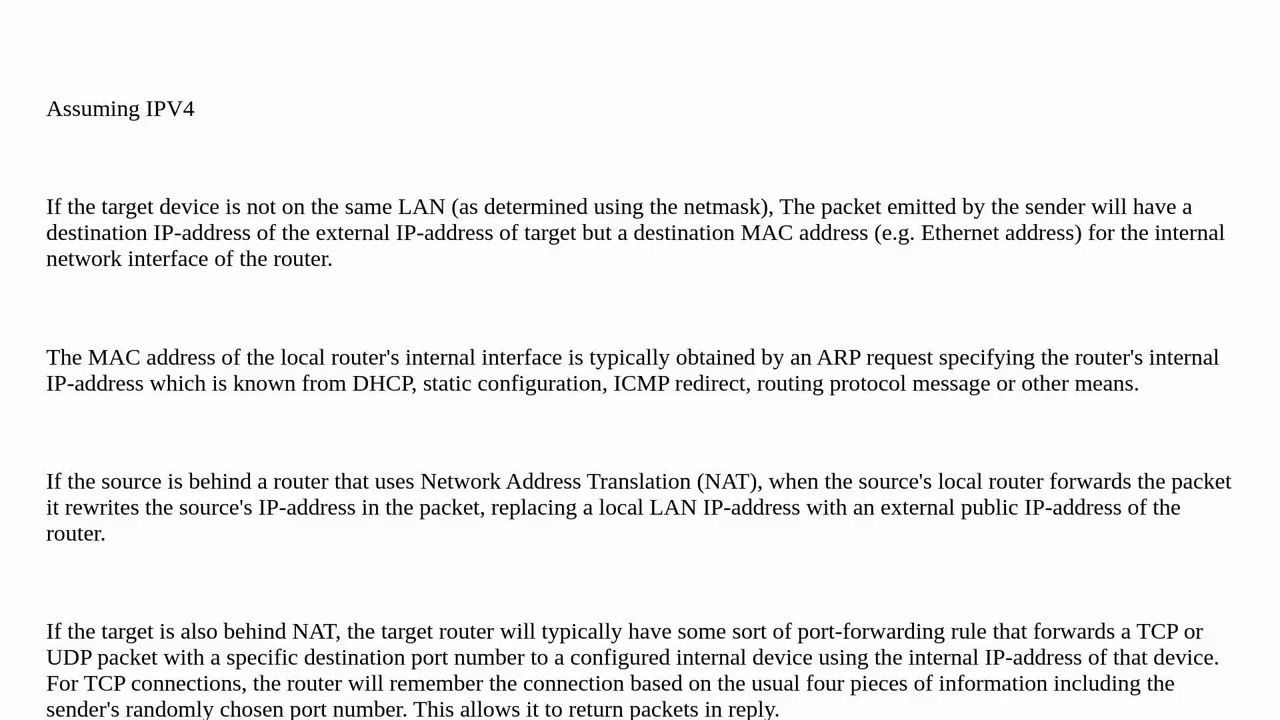 Assuming IPV4
If the target device is not on the same LAN (as determined using the netmask), The packet emitted by the sender will have a
destination IP-address of the external IP-address of target but a destination MAC address (e.g. Ethernet address) for the internal
network interface of the router.
The MAC address of the local router's internal interface is typically obtained by an ARP request specifying the router's internal
IP-address which is known from DHCP, static configuration, ICMP redirect, routing protocol message or other means.
If the source is behind a router that uses Network Address Translation (NAT), when the source's local router forwards the packet
it rewrites the source's IP-address in the packet, replacing a local LAN IP-address with an external public IP-address of the
router.
If the target is also behind NAT, the target router will typically have some sort of port-forwarding rule that forwards a TCP or
UDP packet with a specific destination port number to a configured internal device using the internal IP-address of that device.
For TCP connections, the router will remember the connection based on the usual four pieces of information including the
sender's randomly chosen port number. This allows it to return packets in reply.